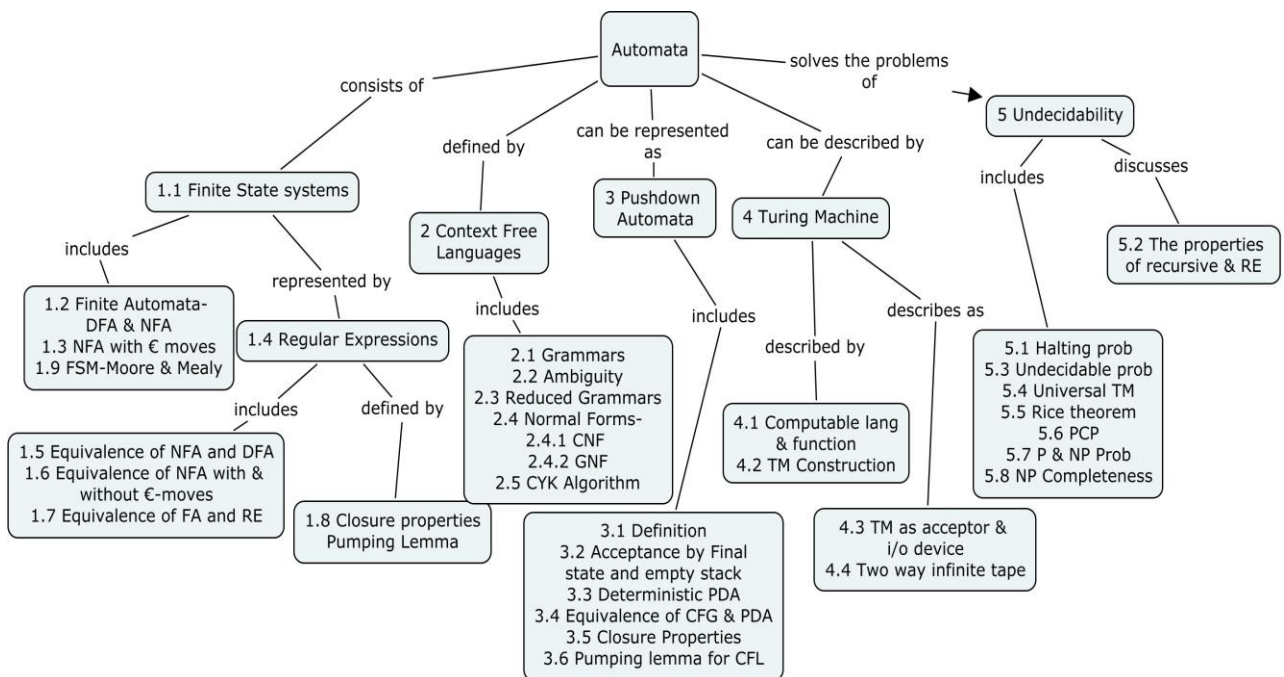 Automata
consists of
solves the problems
of
defined by
can be represented
as
can be described by
5 Undecidability
includes
discusses
1.1 Finite State systems
2 Context Free
Languages
3 Pushdown
Automata
4 Turing Machine
5.2 The properties
of recursive & RE
includes
represented by
includes
includes
described by
describes as
1.2 Finite Automata-
DFA & NFA
1.3 NFA with € moves
1.9 FSM-Moore & Mealy
1.4 Regular Expressions
2.1 Grammars
2.2 Ambiguity
2.3 Reduced Grammars
2.4 Normal Forms-
2.4.1 CNF
2.4.2 GNF
2.5 CYK Algorithm
5.1 Halting prob
5.3 Undecidable prob
5.4 Universal TM
5.5 Rice theorem
5.6 PCP
5.7 P & NP Prob
5.8 NP Completeness
includes
defined by
4.1 Computable lang
& function
4.2 TM Construction
1.5 Equivalence of NFA and DFA
1.6 Equivalence of NFA with &
without €-moves
1.7 Equivalence of FA and RE
1.8 Closure properties
Pumping Lemma
3.1 Definition
3.2 Acceptance by Final
state and empty stack
3.3 Deterministic PDA
3.4 Equivalence of CFG & PDA
3.5 Closure Properties
3.6 Pumping lemma for CFL
4.3 TM as acceptor &
i/o device
4.4 Two way infinite tape